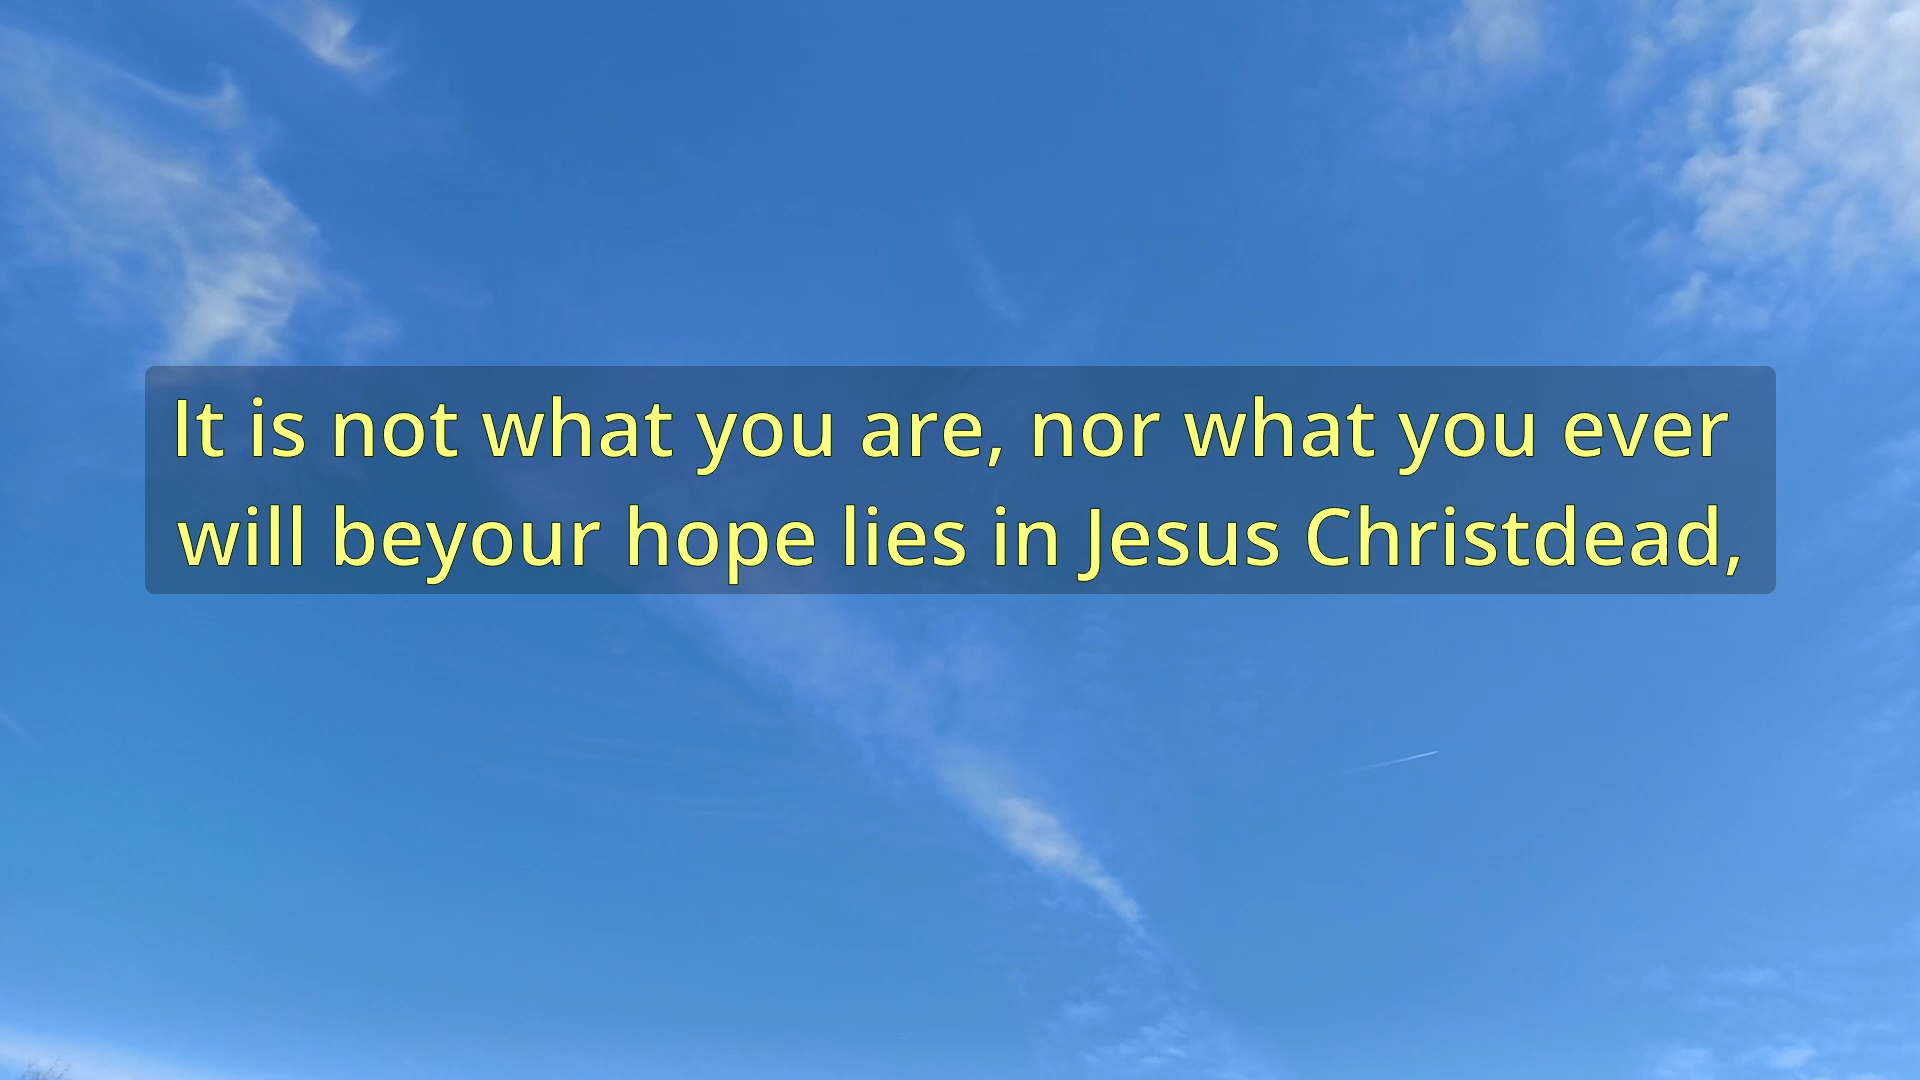 It is not what you are, nor what you ever
will beyour hope lies in Jesus Christdead,